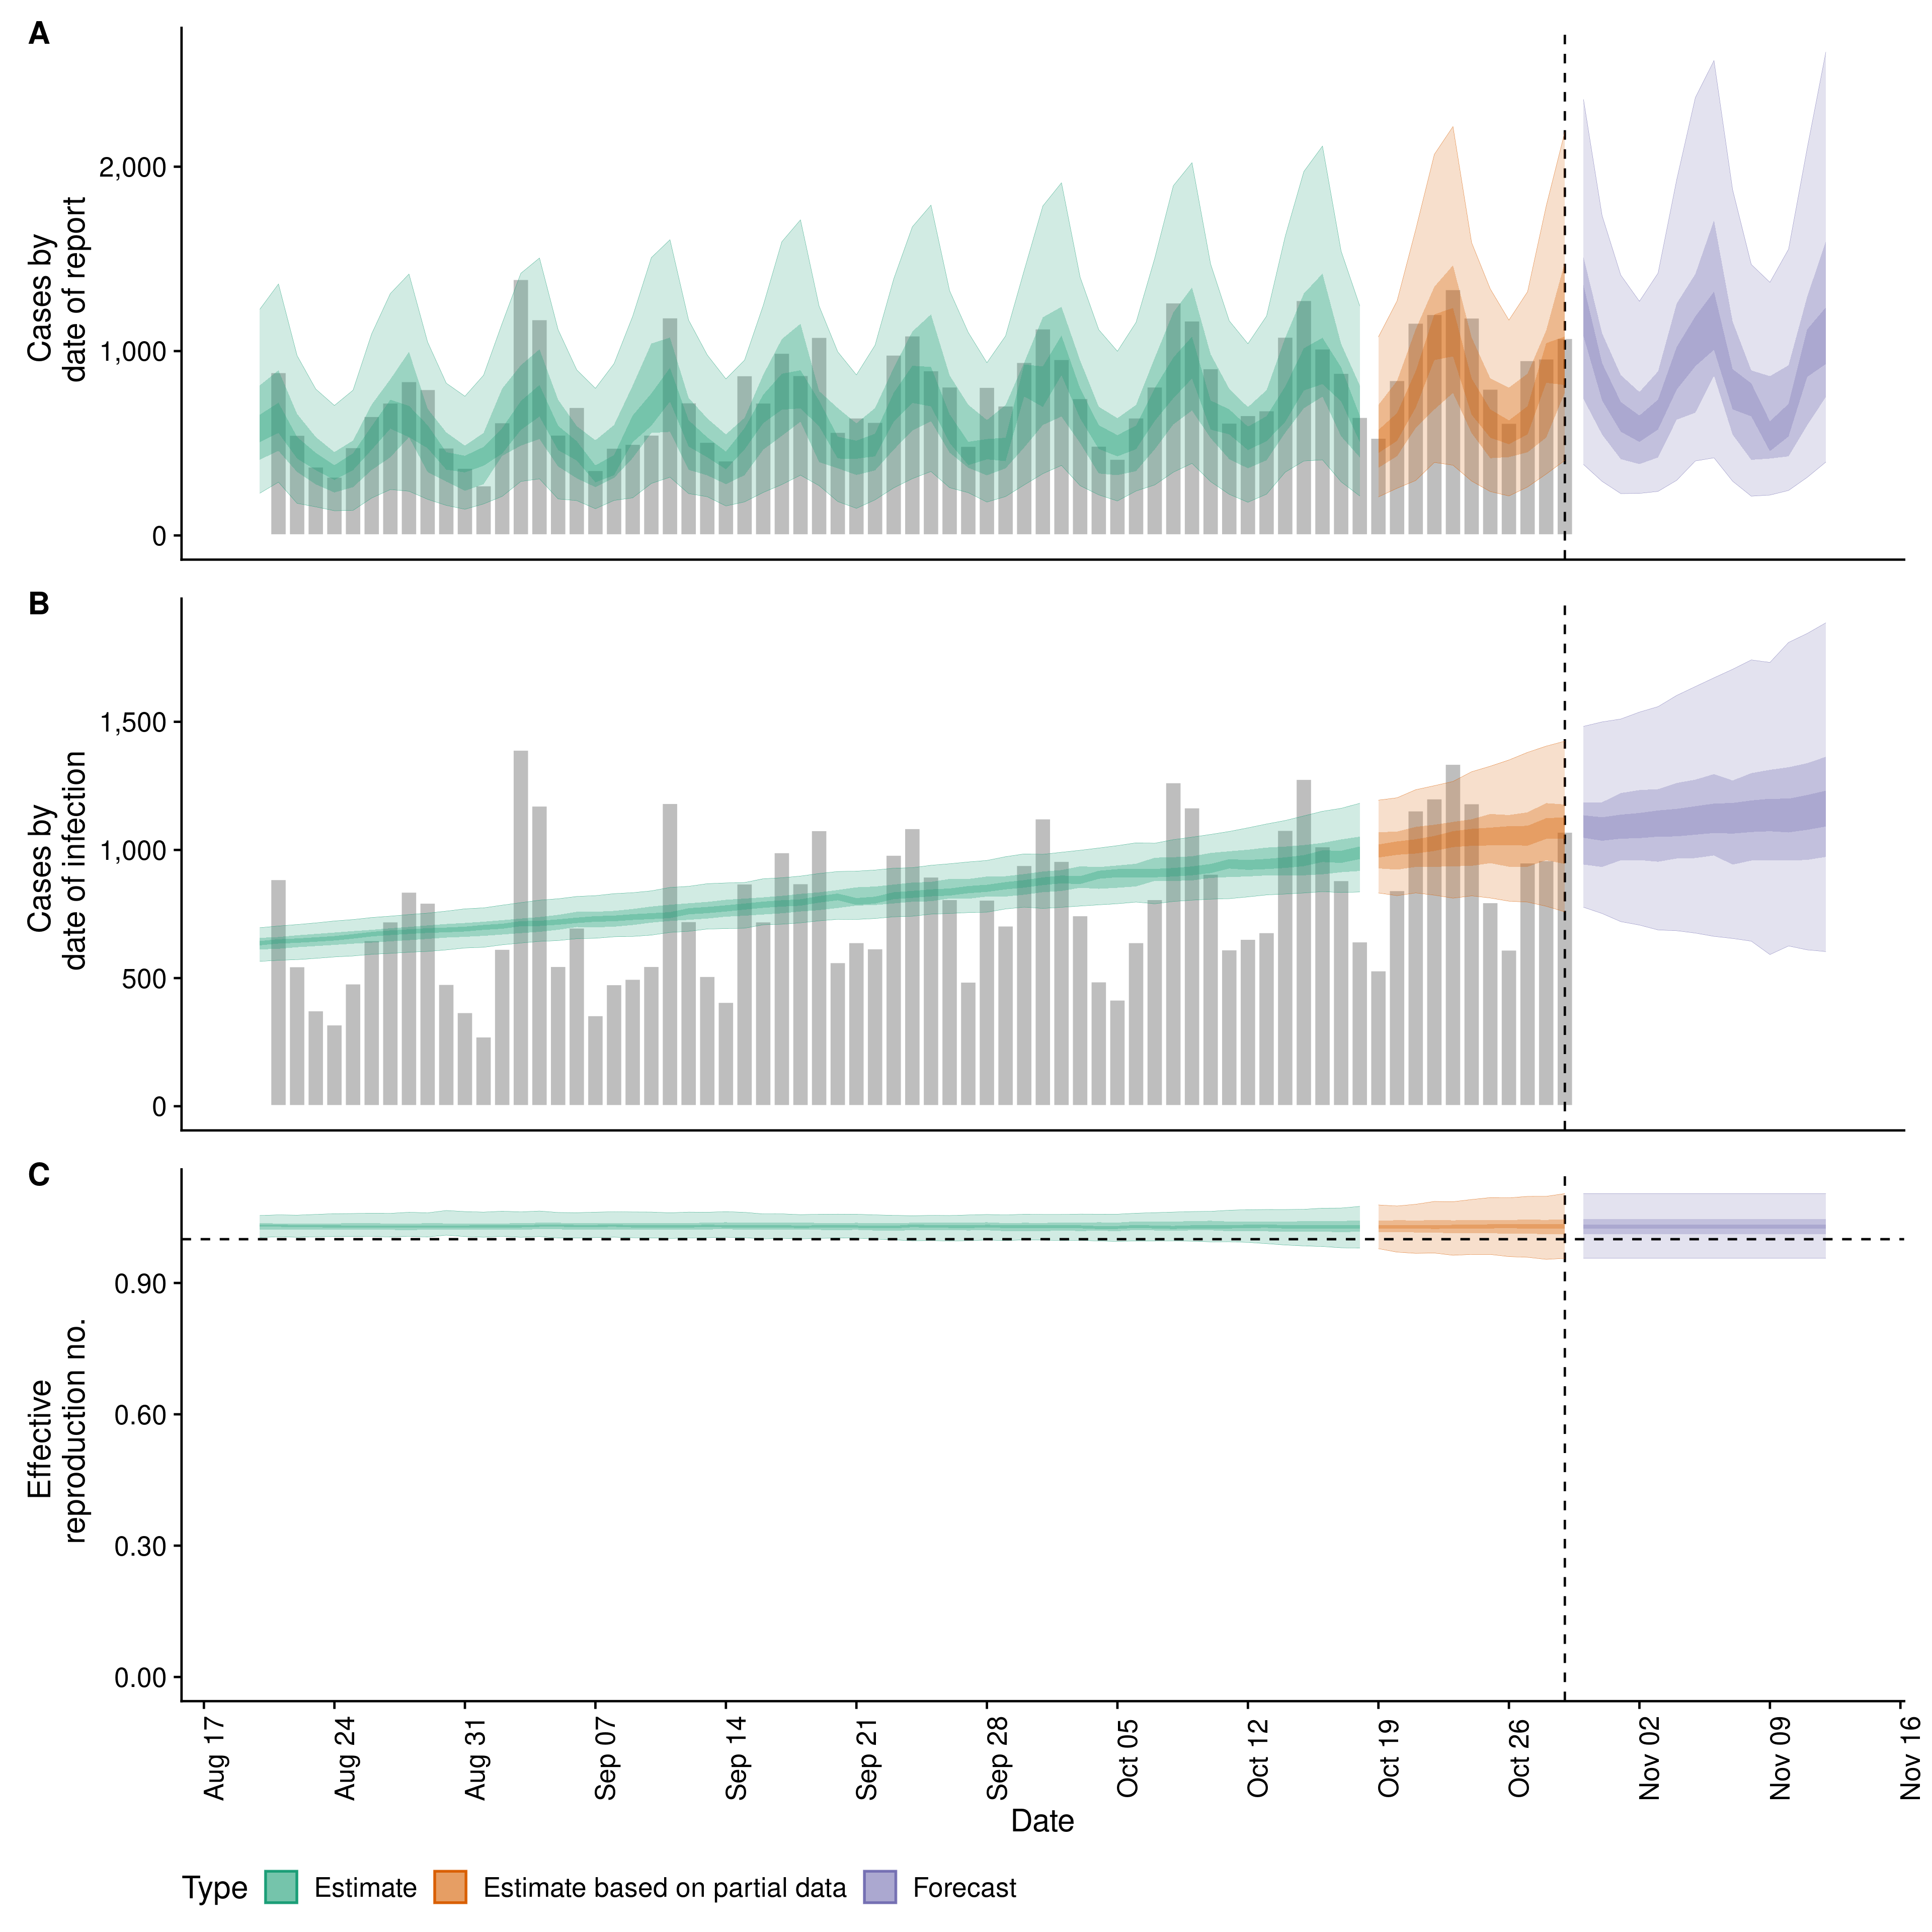 A
Cases by
date of report
2,000
1,000
0
B
Cases by
date of infection
1,500
1,000
500
0
C
Effective
reproduction no.
0.90
0.60
0.30
0.00
Aug 17
Aug 24
Aug 31
Sep 07
Sep 14
Sep 21
Sep 28
Oct 05
Oct 12
Oct 19
Oct 26
Nov 02
Nov 09
Nov 16
Date
Type Estimate Estimate based on partial data Forecast